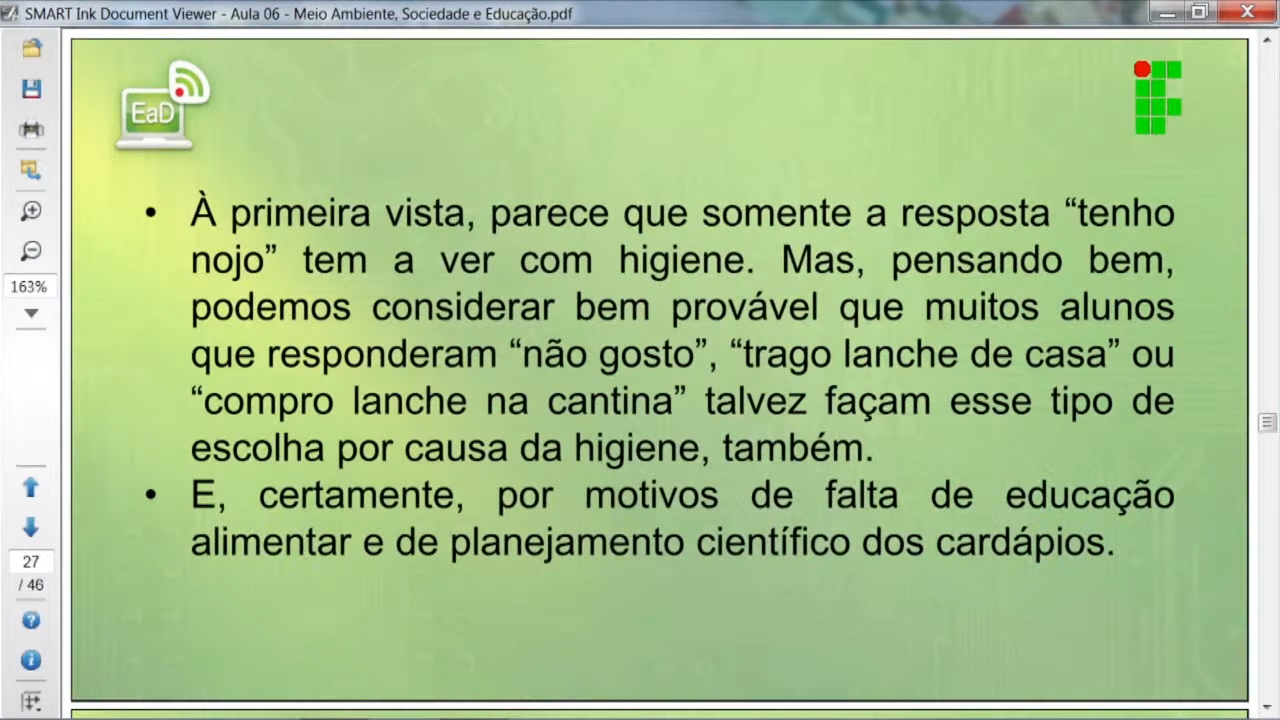 SMART Ink Document Viewer - Aula 06 - Meio Ambiente, Sociedade e Educação.pdf
EaD
À primeira vista, parece que somente a resposta “tenho
nojo” tem a ver com higiene. Mas, pensando bem,
podemos considerar bem provável que muitos alunos
que responderam “não gosto”, “trago lanche de casa” ou
“compro lanche na cantina” talvez façam esse tipo de
escolha por causa da higiene, também.
E, certamente, por motivos de falta de educação
alimentar e de planejamento científico dos cardápios.
163%
27
/ 46